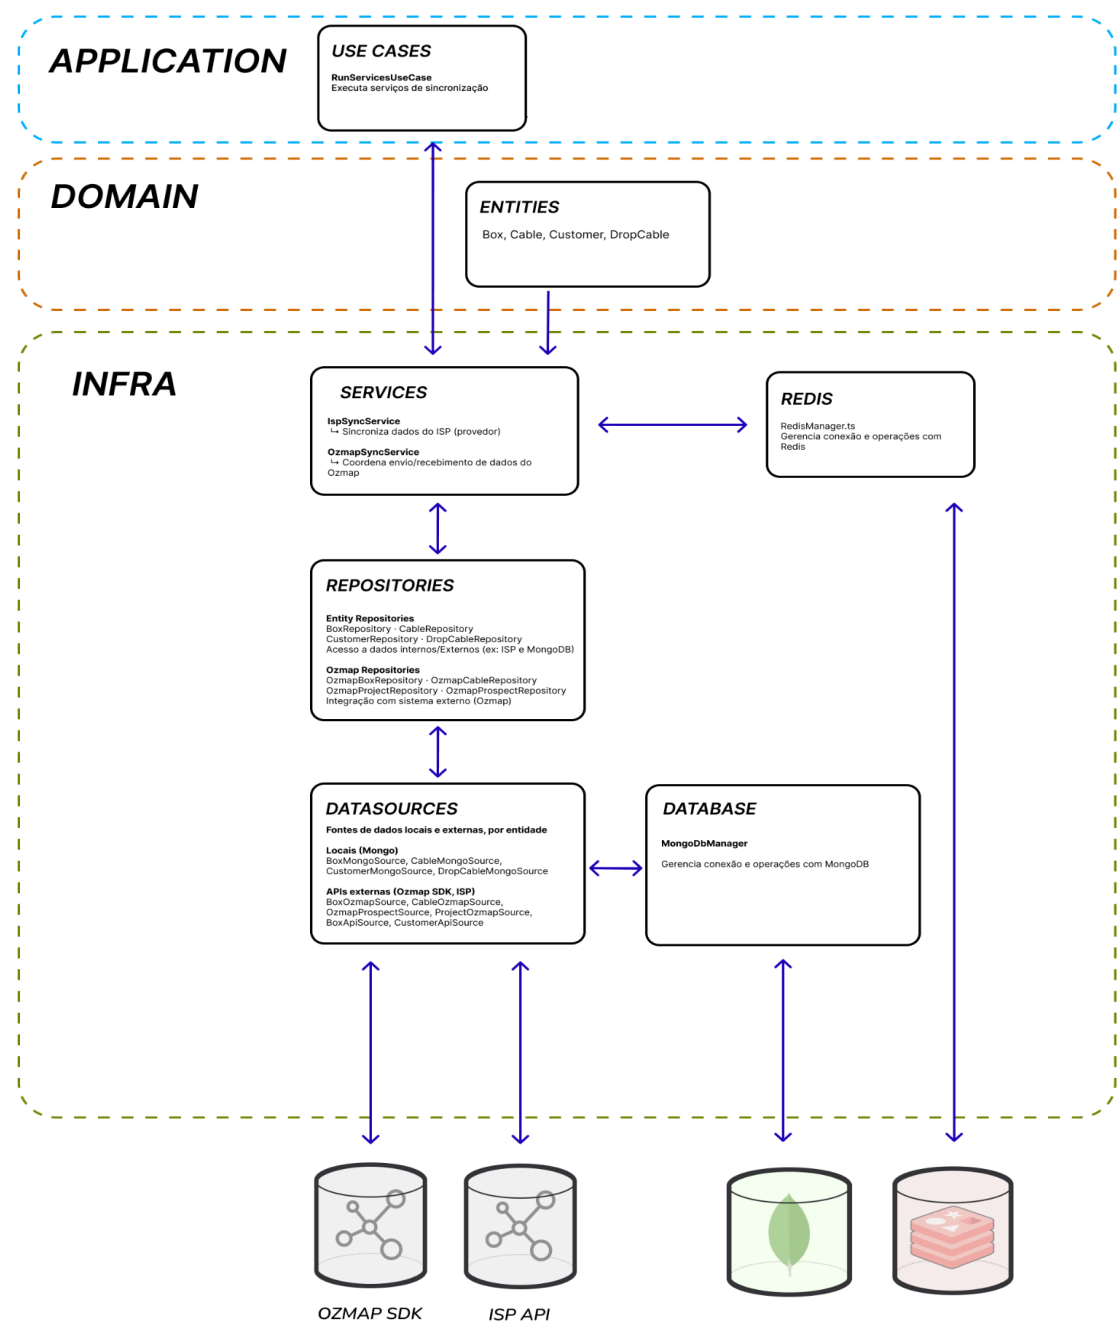 APPLICATION
USE CASES
RunServicesUseCase
Executa serviços de sincronização
DOMAIN
ENTITIES
Box, Cable, Customer, DropCable
INFRA
SERVICES
IspSyncService
↳ Sincroniza dados do ISP (provedor)
OzmapSyncService
↳ Coordena envio/recebimento de dados do
Ozmap
REDIS
RedisManager.ts
Gerencia conexão e operações com
Redis
REPOSITORIES
Entity Repositories
BoxRepository · CableRepository
CustomerRepository · DropCableRepository
Acesso a dados internos/Externos (ex: ISP e MongoDB)
Ozmap Repositories
OzmapBoxRepository · OzmapCableRepository
OzmapProjectRepository · OzmapProspectRepository
Integração com sistema externo (Ozmap)
DATASOURCES
Fontes de dados locais e externas, por entidade
Locais (Mongo)
BoxMongoSource, CableMongoSource,
CustomerMongoSource, DropCableMongoSource
APIs externas (Ozmap SDK, ISP)
BoxOzmapSource, CableOzmapSource,
OzmapProspectSource, ProjectOzmapSource,
BoxApiSource, CustomerApiSource
DATABASE
MongoDbManager
Gerencia conexão e operações com MongoDB
OZMAP SDK
ISP API